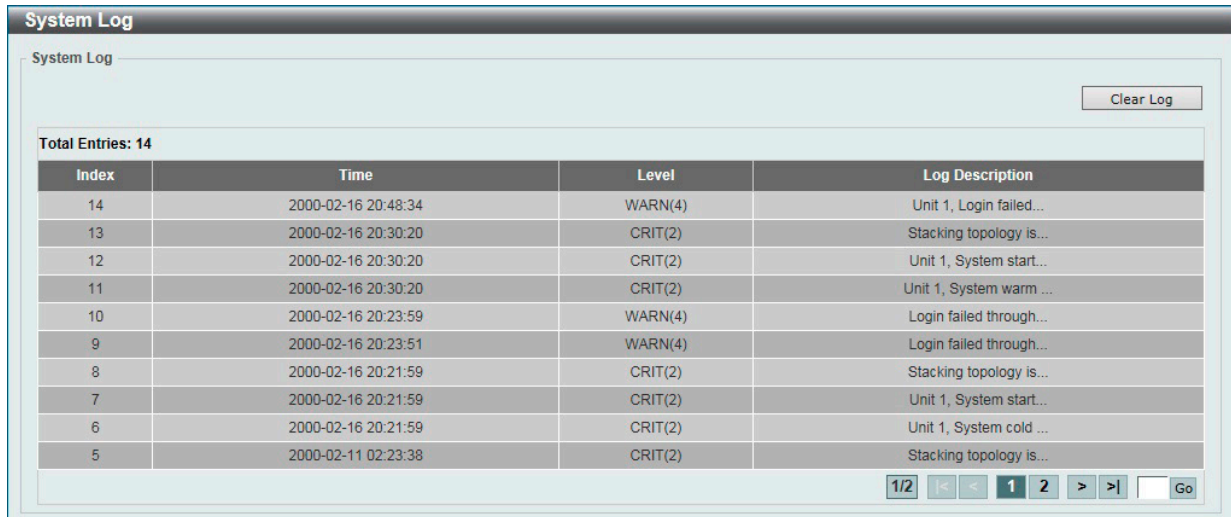 System Log
System Log
Clear Log
Total Entries: 14
Index Time Level Log Description
14 2000-02-16 20:48:34 WARN(4) Unit 1, Login failed...
13 2000-02-16 20:30:20 CRIT(2) Stacking topology is...
12 2000-02-16 20:30:20 CRIT(2) Unit 1, System start...
11 2000-02-16 20:30:20 CRIT(2) Unit 1, System warm ...
10 2000-02-16 20:23:59 WARN(4) Login failed through...
9 2000-02-16 20:23:51 WARN(4) Login failed through...
8 2000-02-16 20:21:59 CRIT(2) Stacking topology is...
7 2000-02-16 20:21:59 CRIT(2) Unit 1, System start...
6 2000-02-16 20:21:59 CRIT(2) Unit 1, System cold ...
5 2000-02-11 02:23:38 CRIT(2) Stacking topology is...
1/2 |< < 1 2 > >| Go